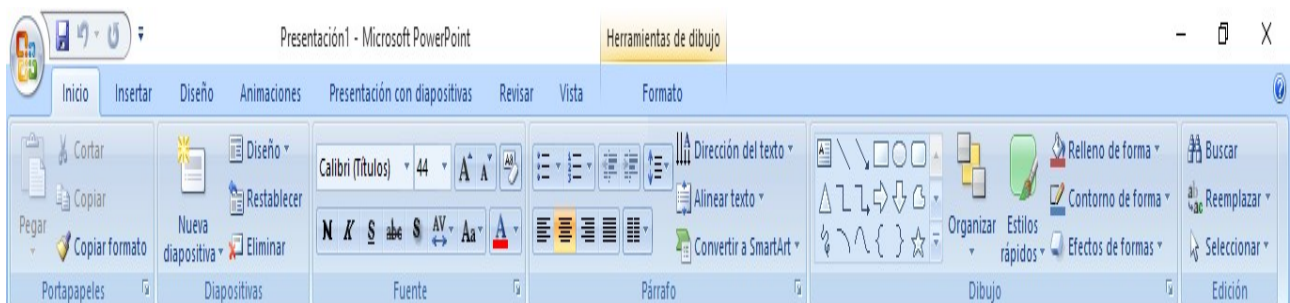 Presentación1 - Microsoft PowerPoint
Herramientas de dibujo
Inicio Insertar Diseño Animaciones Presentación con diapositivas Revisar Vista Formato
Pegar
Cortar
Copiar
Copiar formato
Portapapeles
Nueva
diapositiva
Diseño
Restablecer
Eliminar
Diapositivas
Calibri (Títulos) 44 A A
N K S abc S AV Aa A
Fuente
Dirección del texto
Alinear texto
Convertir a SmartArt
Párrafo
Organizar
Estilos
rápidos
Relleno de forma
Contorno de forma
Efectos de formas
Dibujo
Buscar
Reemplazar
Seleccionar
Edición